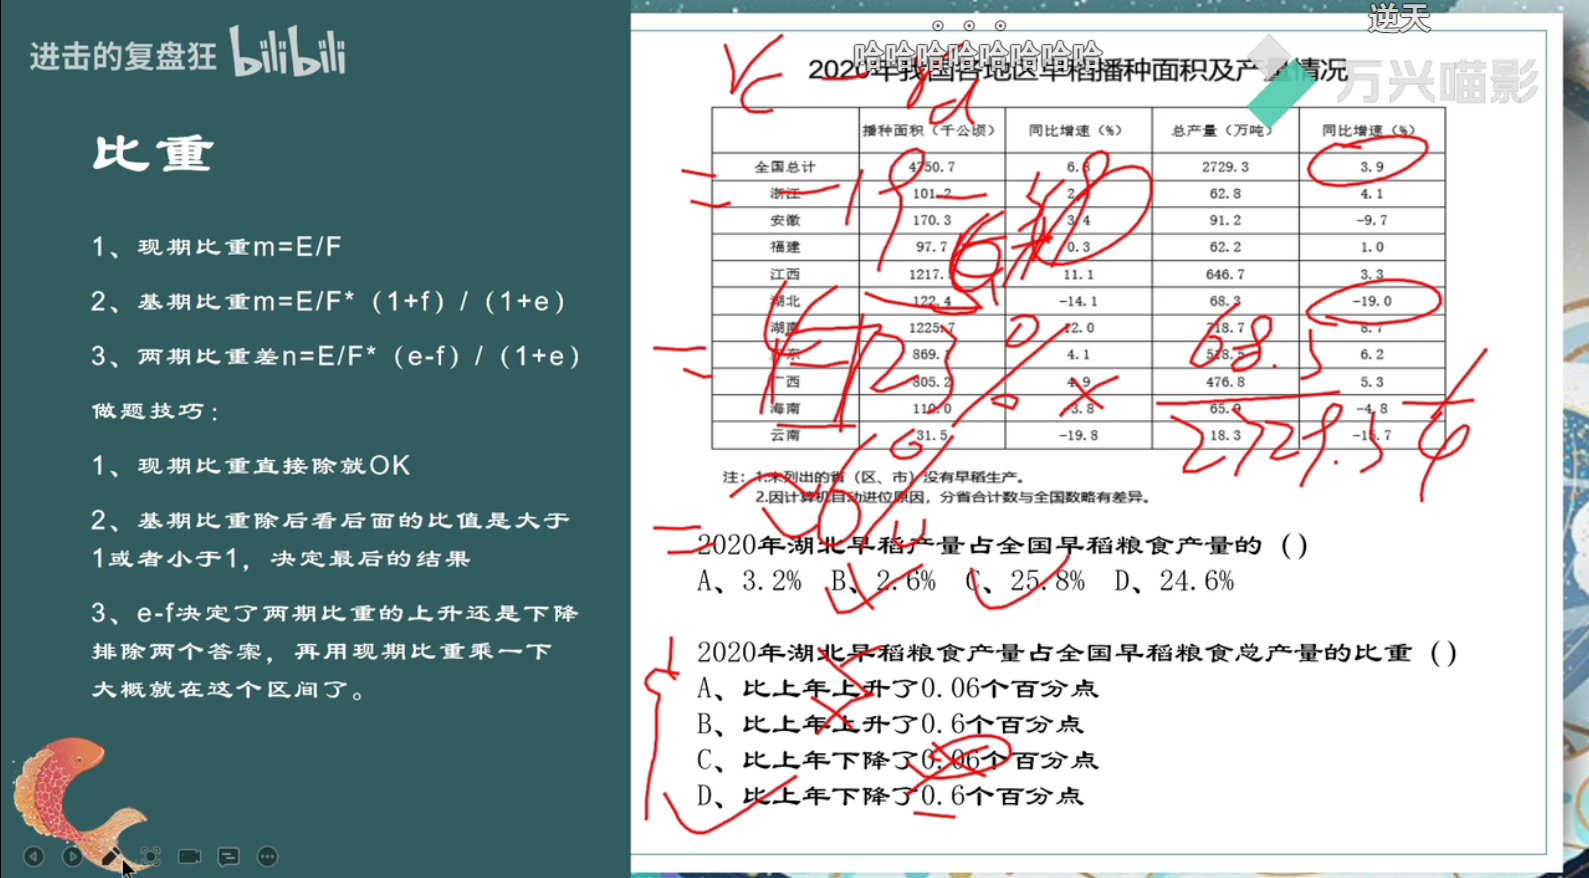 进击的复盘狂 bilibili
比重
1、现期比重m=E/F
2、基期比重m=E/F*（1+f）/（1+e）
3、两期比重差n=E/F*（e-f）/（1+e）
做题技巧：
1、现期比重直接除就OK
2、基期比重除后看后面的比值是大于
1或者小于1，决定最后的结果
3、e-f决定了两期比重的上升还是下降
排除两个答案，再用现期比重乘一下
大概就在这个区间了。
逆天
哈哈哈哈哈哈哈哈
万兴喵影
2020年我国各地区早稻播种面积及产量情况
播种面积（千公顷） 同比增速（%） 总产量（万吨） 同比增速（%）
全国总计 4750.7 6. 2729.3 3.9
浙江 101.2 2. 62.8 4.1
安徽 170.3 3.4 91.2 -9.7
福建 97.7 0.3 62.2 1.0
江西 1217. 11.1 646.7 3.3
湖北 122.4 -14.1 68.3 -19.0
湖南 1225.7 12.0 718.7 8.7
广东 869. 4.1 518.5 6.2
广西 805.2 4.9 476.8 5.3
海南 110.0 -3.8 65.9 -4.8
云南 31.5 -19.8 18.3 -15.7
注：1.未列出的省（区、市）没有早稻生产。
2.因计算机自动进位原因，分省合计数与全国数略有差异。
68.3
2729.3
2020年湖北早稻产量占全国早稻粮食产量的（）
A、3.2% B、2.6% C、25.8% D、24.6%
2020年湖北早稻粮食产量占全国早稻粮食总产量的比重（）
A、比上年上升了0.06个百分点
B、比上年上升了0.6个百分点
C、比上年下降了0.06个百分点
D、比上年下降了0.6个百分点